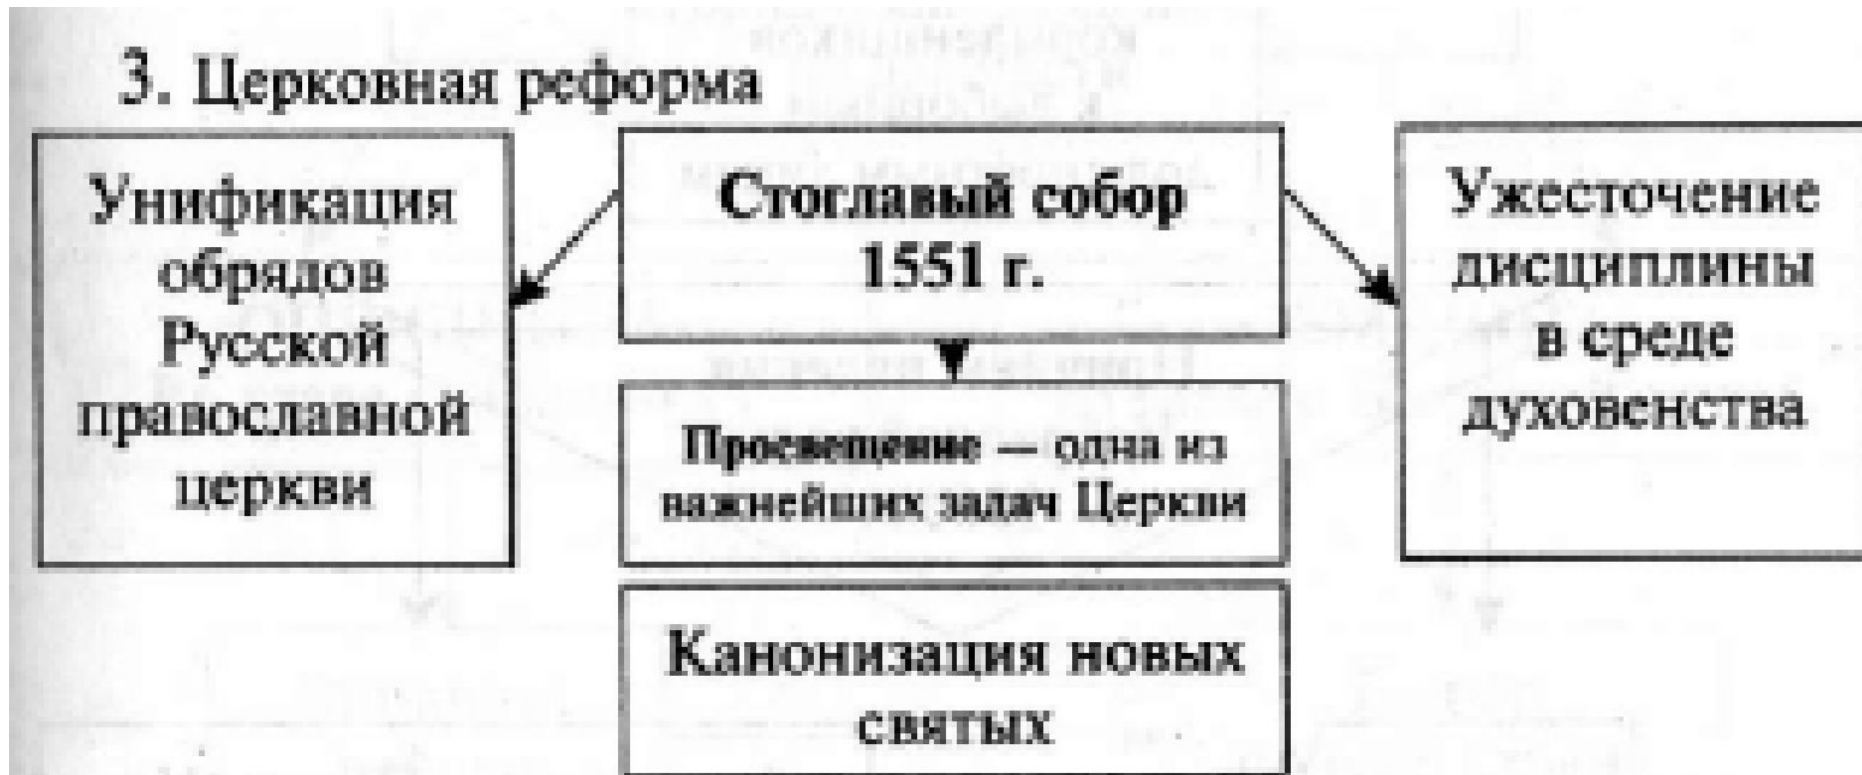 3. Церковная реформа
Унификация
обрядов
Русской
православной
церкви
Стоглавый собор
1551 г.
Просвещение — одна из
важнейших задач Церкви
Канонизация новых
святых
Ужесточение
дисциплины
в среде
духовенства